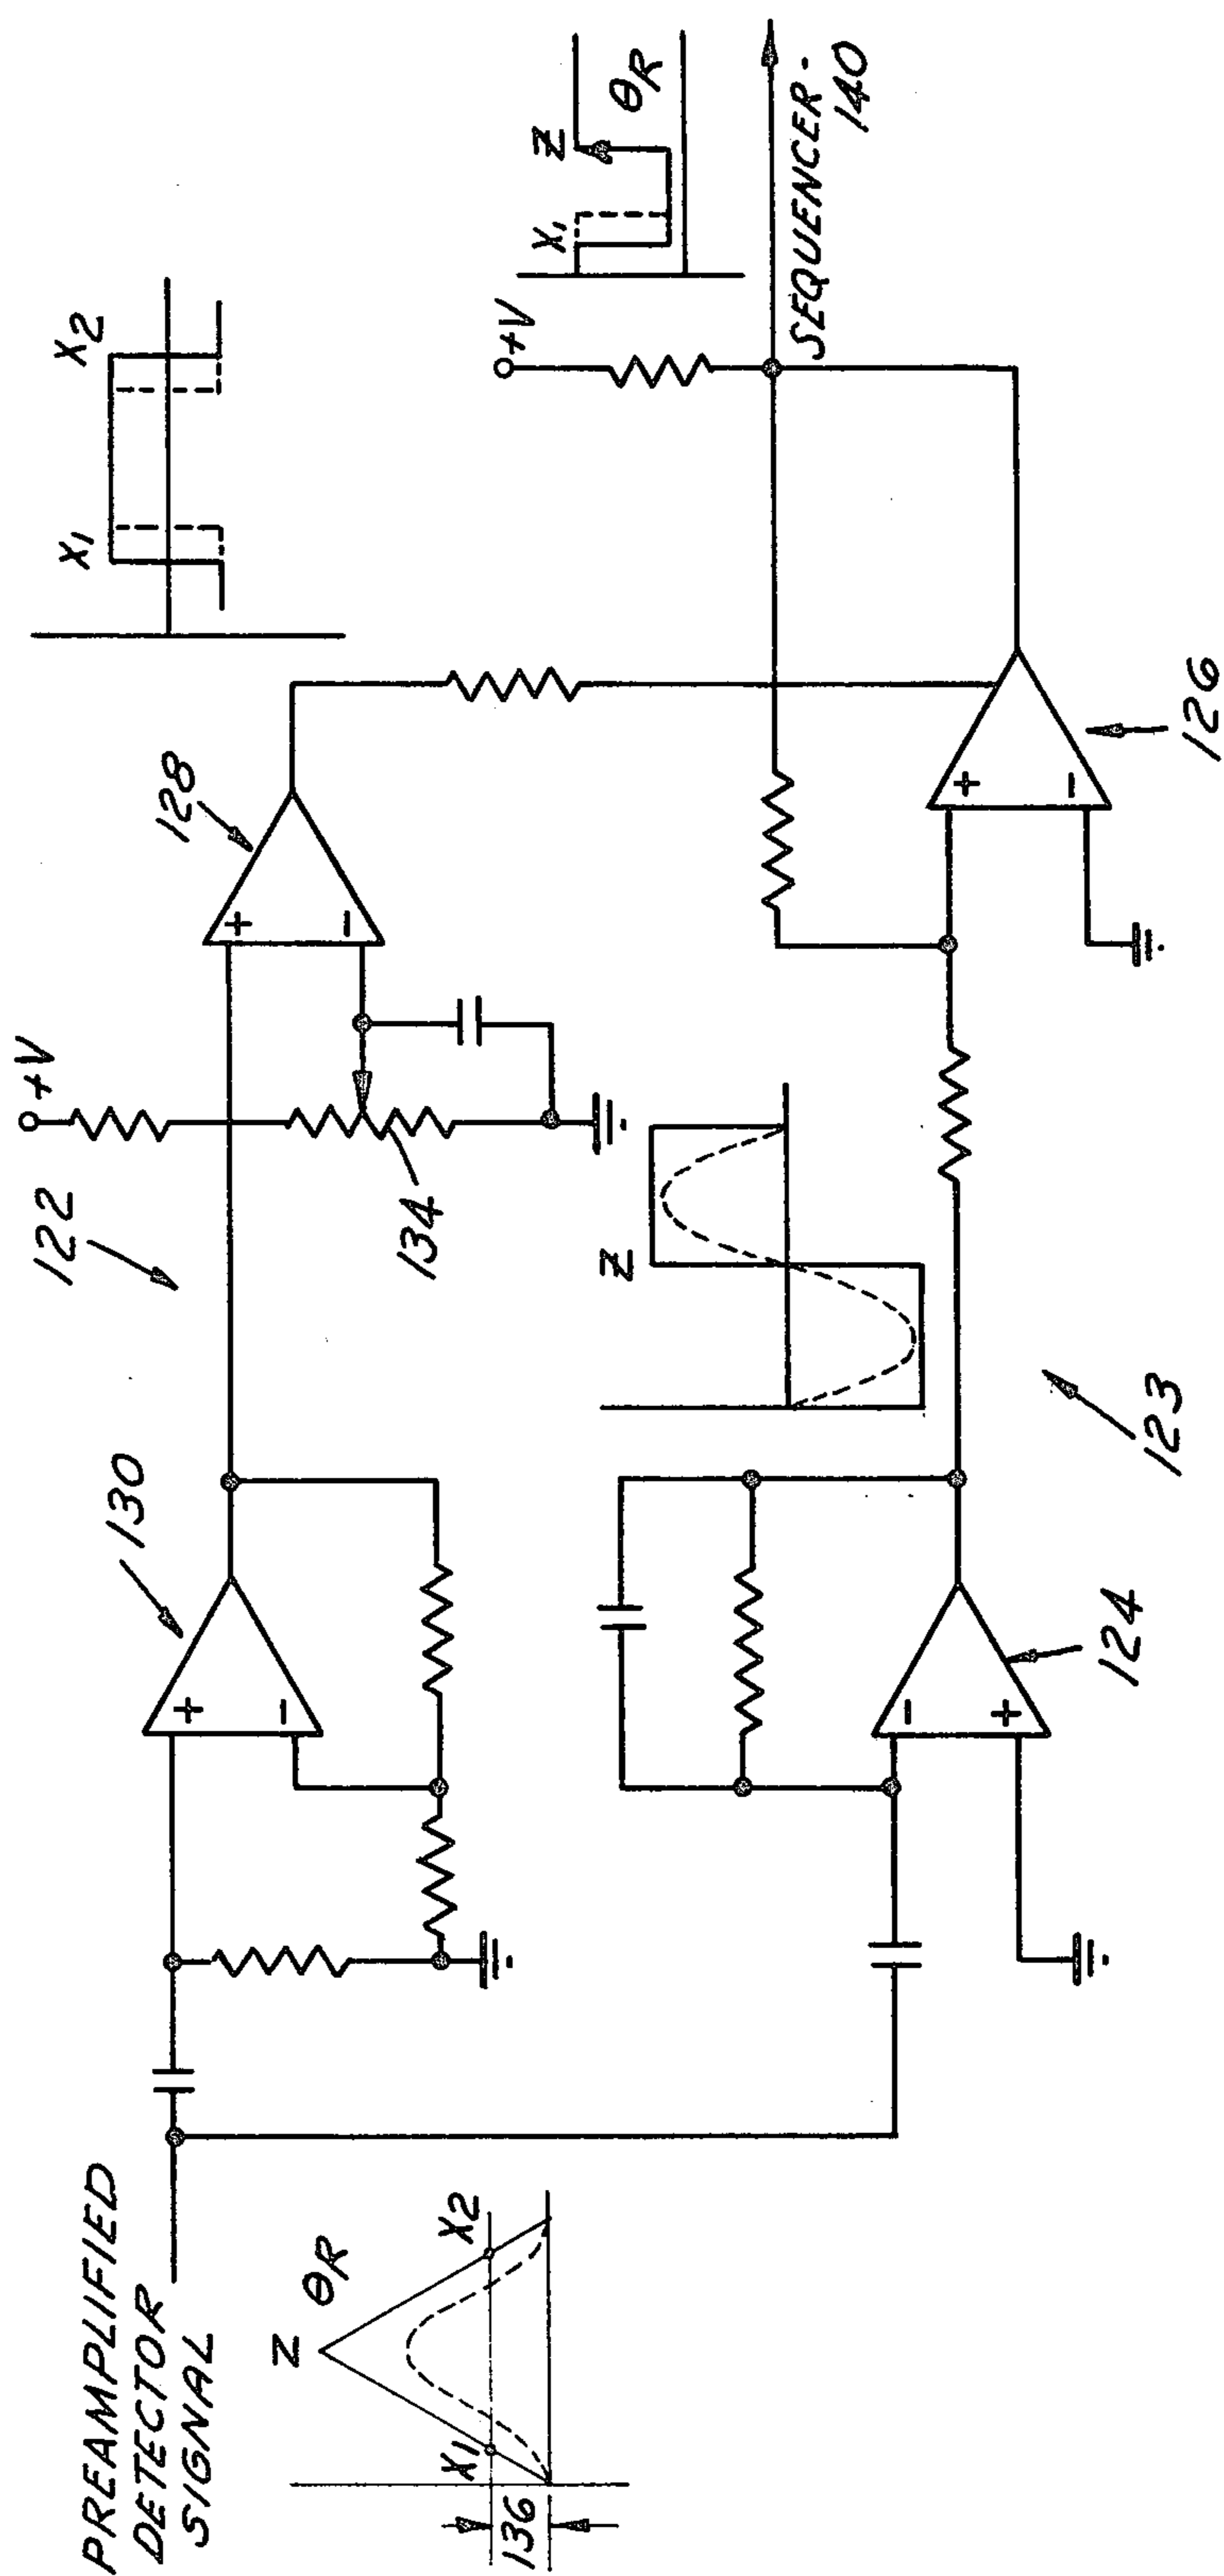 PREAMPLIFIED
DETECTOR
SIGNAL
Z
θR
X1
X2
136
130
+
-
122
+V
134
128
+
-
X1
X2
124
-
+
Z
123
126
+
-
+V
X1
Z
θR
SEQUENCER-
140